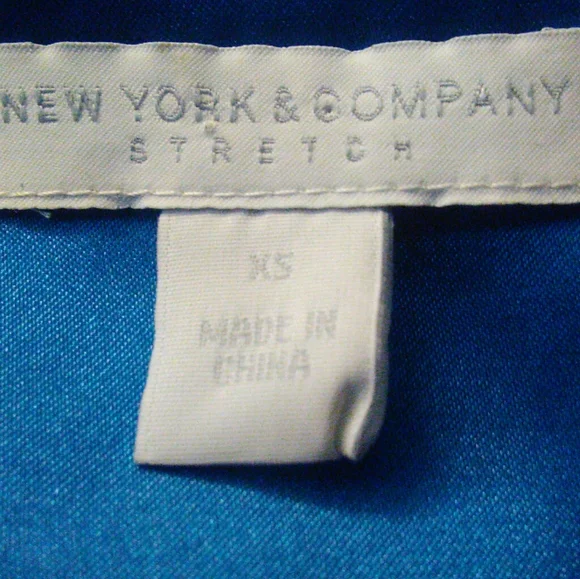 NEW YORK & COMPANY
STRETCH
XS
MADE IN
CHINA